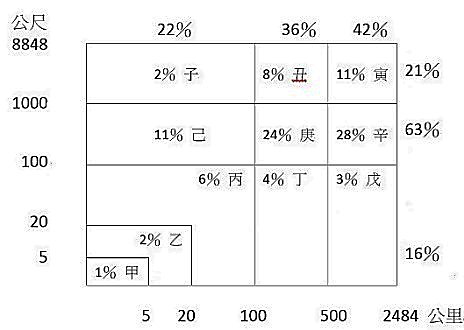 公尺
22% 36% 42%
8848
2% 子 8% 丑 11% 寅 21%
1000
11% 己 24% 庚 28% 辛 63%
100
6% 丙 4% 丁 3% 戊
20
2% 乙
5 16%
1% 甲
5 20 100 500 2484 公里